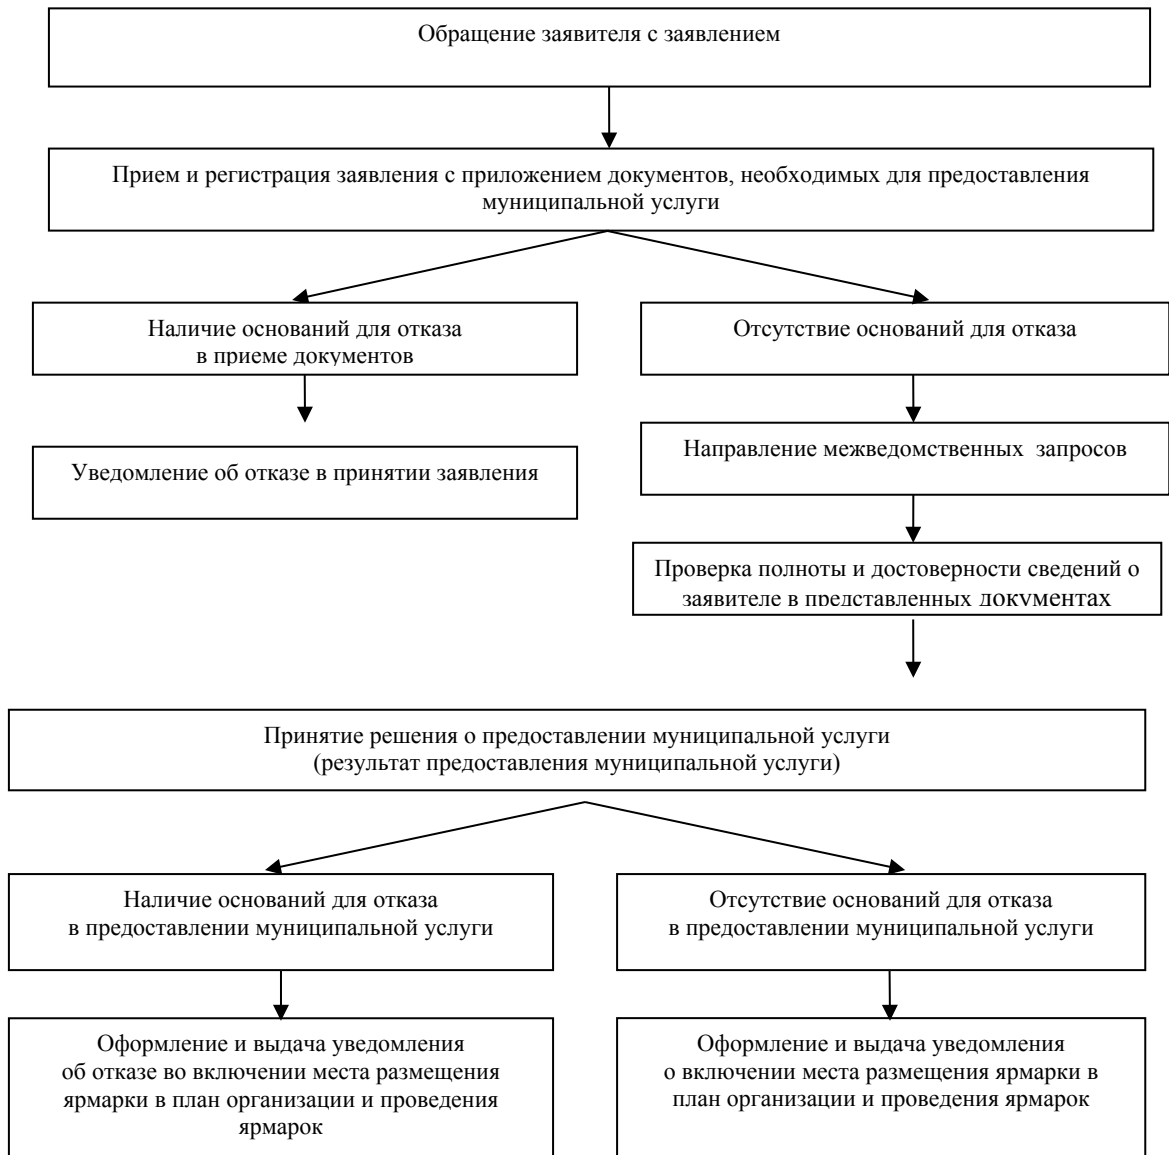 Обращение заявителя с заявлением
Прием и регистрация заявления с приложением документов, необходимых для предоставления
муниципальной услуги
Наличие оснований для отказа
в приеме документов
Отсутствие оснований для отказа
Уведомление об отказе в принятии заявления
Направление межведомственных запросов
Проверка полноты и достоверности сведений о
заявителе в представленных документах
Принятие решения о предоставлении муниципальной услуги
(результат предоставления муниципальной услуги)
Наличие оснований для отказа
в предоставлении муниципальной услуги
Отсутствие оснований для отказа
в предоставлении муниципальной услуги
Оформление и выдача уведомления
об отказе во включении места размещения
ярмарки в план организации и проведения
ярмарок
Оформление и выдача уведомления
о включении места размещения ярмарки в
план организации и проведения ярмарок